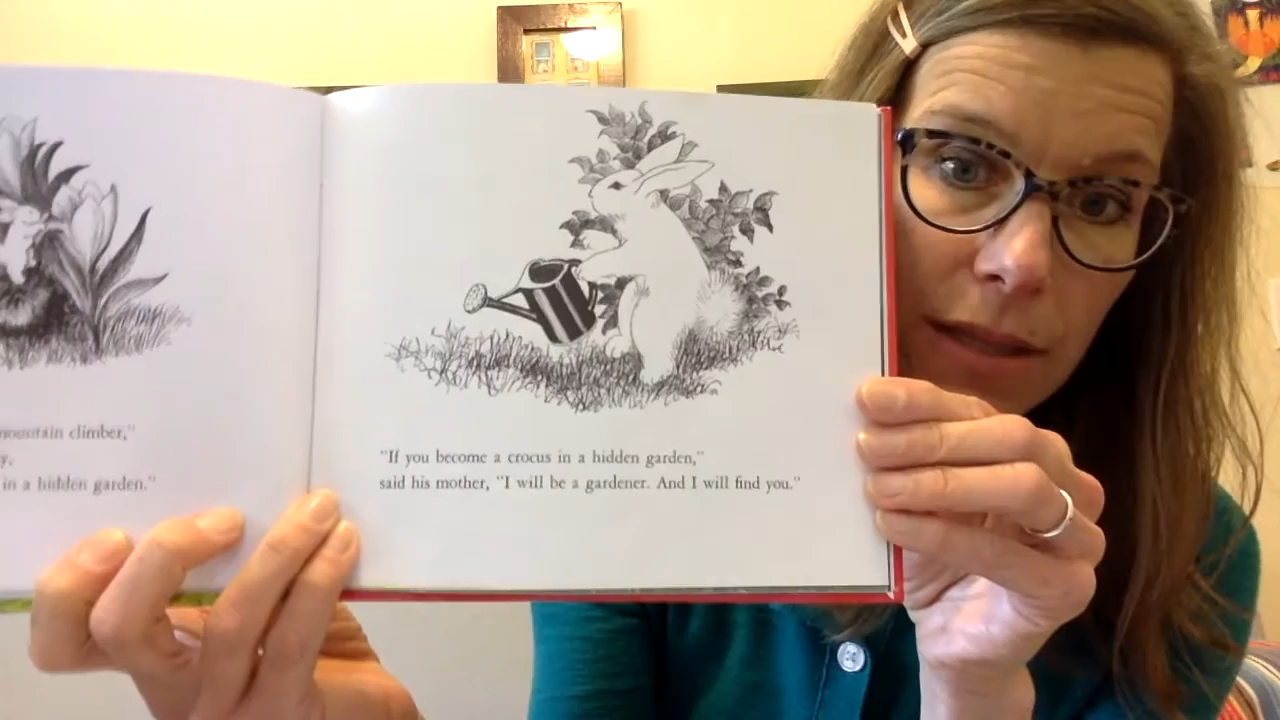 mountain climber,"
y.
in a hidden garden."
"If you become a crocus in a hidden garden,"
said his mother, "I will be a gardener. And I will find you."